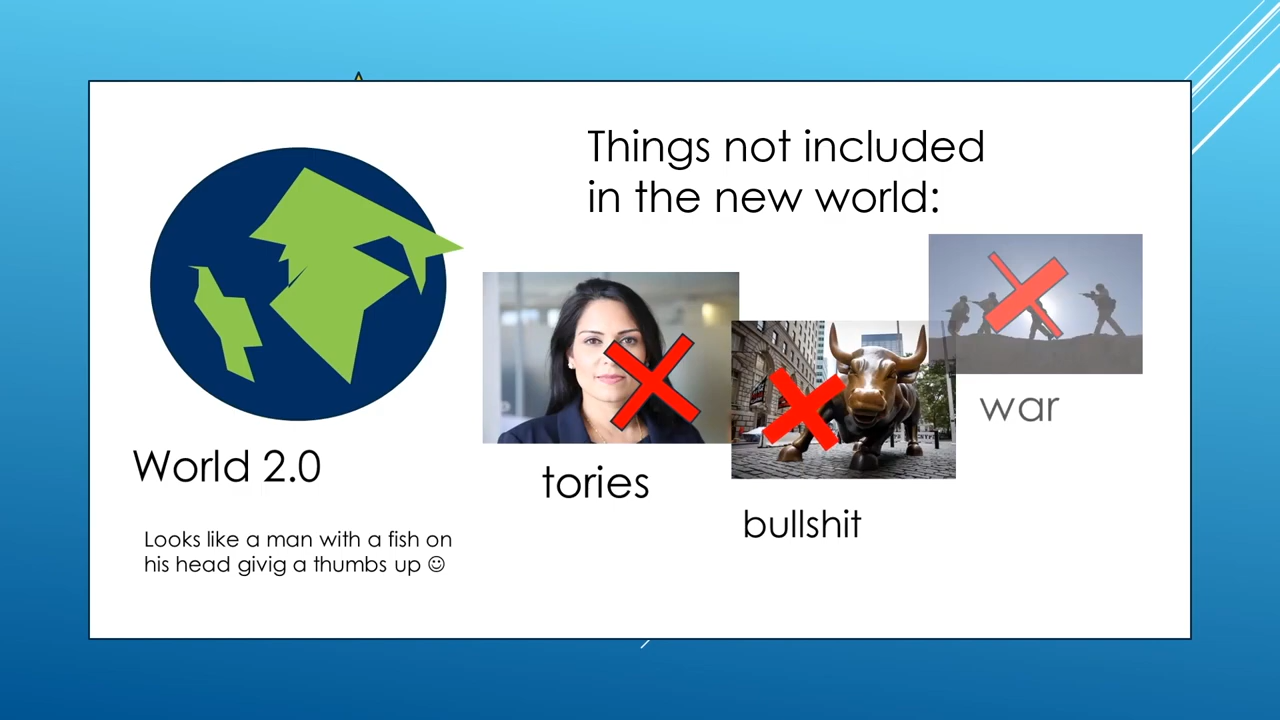 Things not included
in the new world:
World 2.0
Looks like a man with a fish on
his head givig a thumbs up ☺
tories
bullshit
war